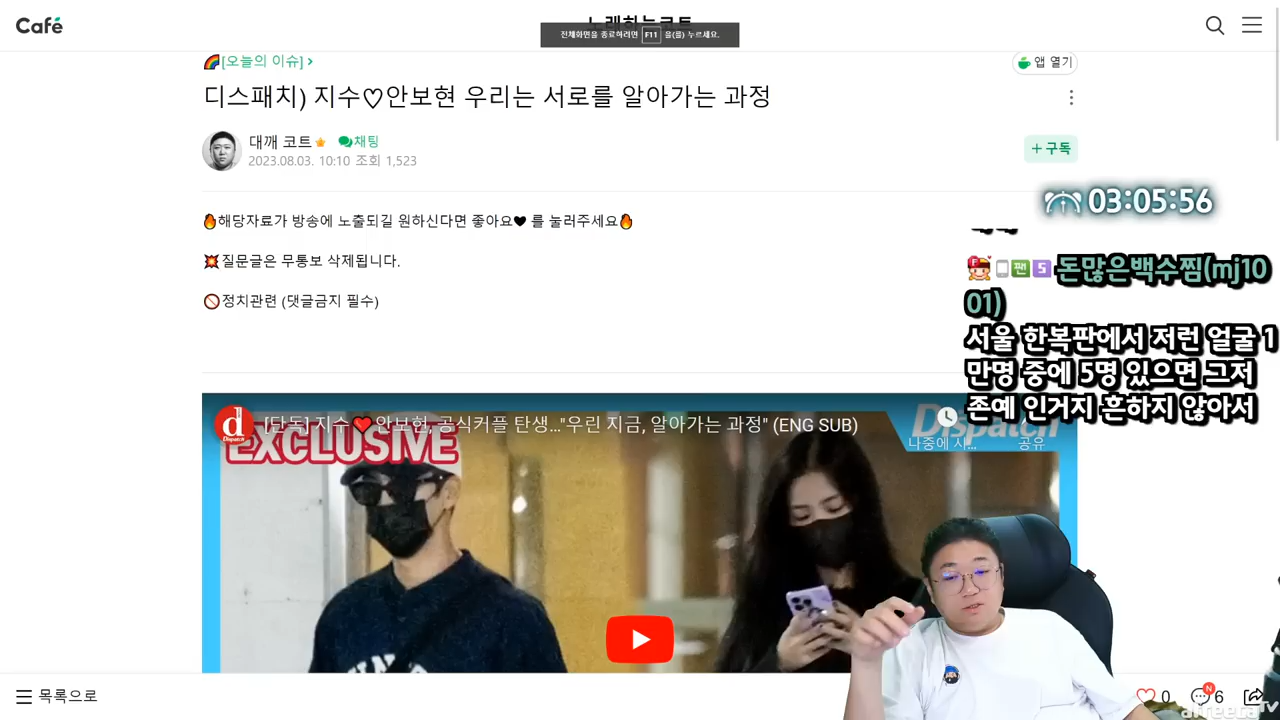 Café
노래하는코트
전체화면을 종료하려면 F11 을(를) 누르세요.
[오늘의 이슈] >
앱 열기
디스패치) 지수♡안보현 우리는 서로를 알아가는 과정
대깨 코트 채팅
2023.08.03. 10:10 조회 1,523
+ 구독
03:05:56
🔥해당자료가 방송에 노출되길 원하신다면 좋아요🖤 를 눌러주세요🔥
💥질문글은 무통보 삭제됩니다.
🚫정치관련 (댓글금지 필수)
F 팬 5 돈많은백수찜(mj10
01)
서울 한복판에서 저런 얼굴 1
만명 중에 5명 있으면 그저
존예 인거지 흔하지 않아서
d
Dispatch
[단독] 지수❤️안보현, 공식커플 탄생..."우린 지금, 알아가는 과정" (ENG SUB)
Dispatch
EXCLUSIVE
나중에 시...
공유
목록으로
0
N
6
afreecaTV